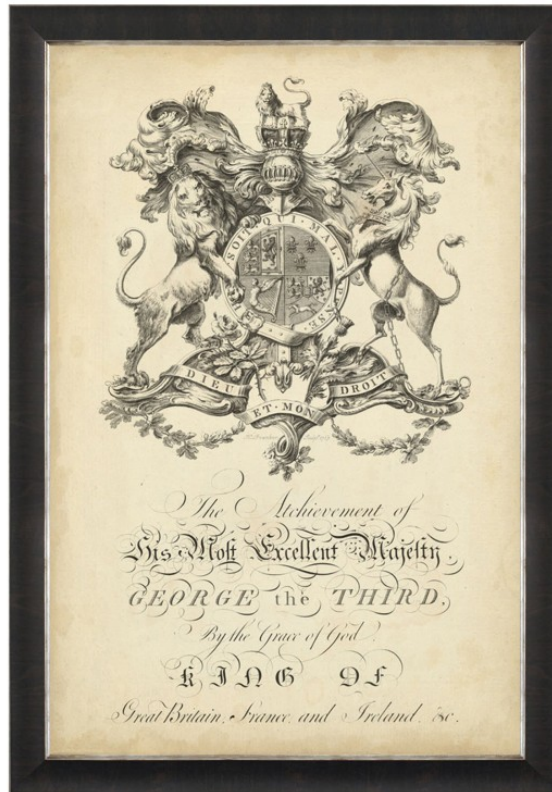 SOIT · QUI · MAL · Y · PENSE
DIEU
ET · MON
DROIT
The Atchievement of
His Moſt Excellent Majeſty.
GEORGE the THIRD.
By the Grace of God
KING OF
Great Britain, France, and Ireland, &c.